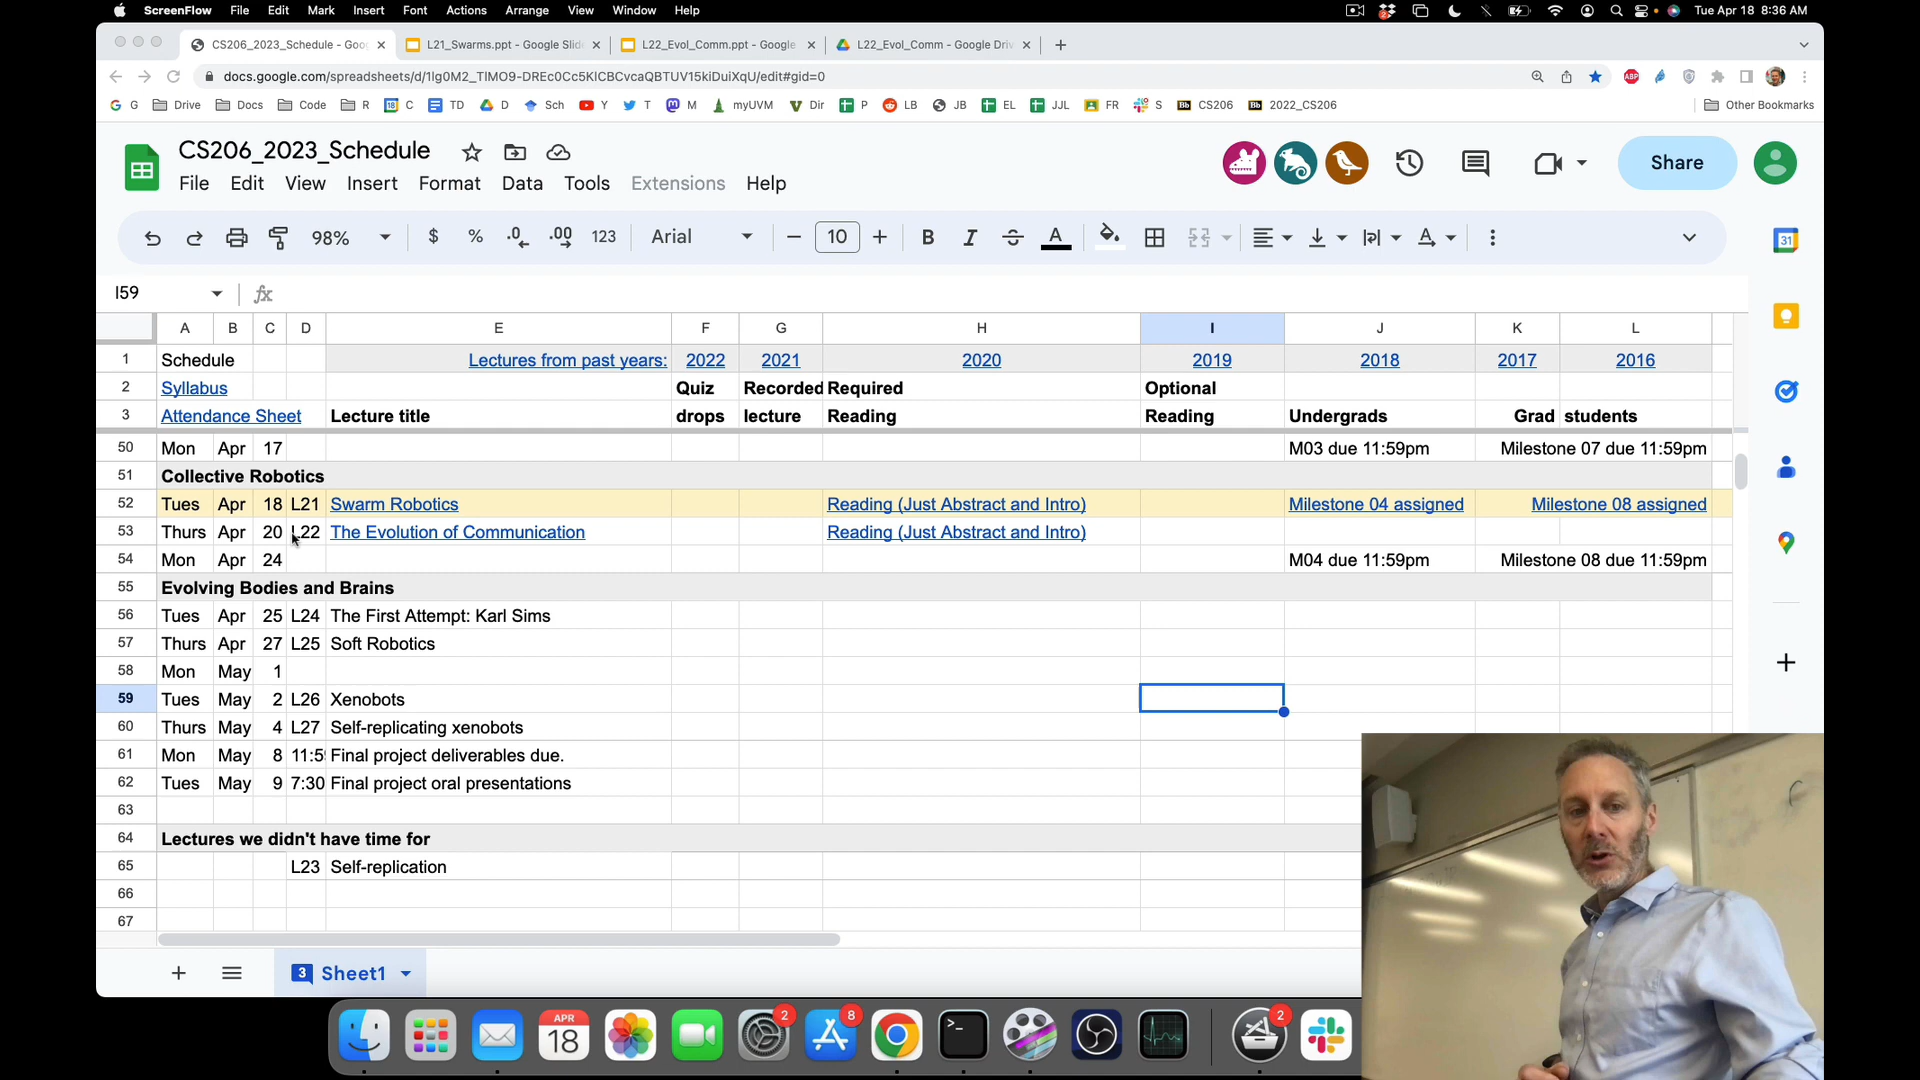 ScreenFlow File Edit Mark Insert Font Actions Arrange View Window Help Tue Apr 18 8:36 AM
CS206_2023_Schedule - Goog L21_Swarms.ppt - Google Slid L22_Evol_Comm.ppt - Google L22_Evol_Comm - Google Driv
docs.google.com/spreadsheets/d/1lg0M2_TIMO9-DREc0Cc5KICBCvcaQBTUV15kiDuiXqU/edit#gid=0
G Drive Docs Code R C TD D Sch Y T M myUVM Dir P LB JB EL JJL FR S CS206 2022_CS206 Other Bookmarks
CS206_2023_Schedule
File Edit View Insert Format Data Tools Extensions Help
Share
98% $ % .0 .00 123 Arial 10 B I S A
I59 fx
A B C D E F G H I J K L
1 Schedule Lectures from past years: 2022 2021 2020 2019 2018 2017 2016
2 Syllabus Quiz Recorded Required Optional
3 Attendance Sheet Lecture title drops lecture Reading Reading Undergrads Grad students
50 Mon Apr 17 M03 due 11:59pm Milestone 07 due 11:59pm
51 Collective Robotics
52 Tues Apr 18 L21 Swarm Robotics Reading (Just Abstract and Intro) Milestone 04 assigned Milestone 08 assigned
53 Thurs Apr 20 L22 The Evolution of Communication Reading (Just Abstract and Intro)
54 Mon Apr 24 M04 due 11:59pm Milestone 08 due 11:59pm
55 Evolving Bodies and Brains
56 Tues Apr 25 L24 The First Attempt: Karl Sims
57 Thurs Apr 27 L25 Soft Robotics
58 Mon May 1
59 Tues May 2 L26 Xenobots
60 Thurs May 4 L27 Self-replicating xenobots
61 Mon May 8 11:5 Final project deliverables due.
62 Tues May 9 7:30 Final project oral presentations
63
64 Lectures we didn't have time for
65 L23 Self-replication
66
67
3 Sheet1
APR 18 2 8 2